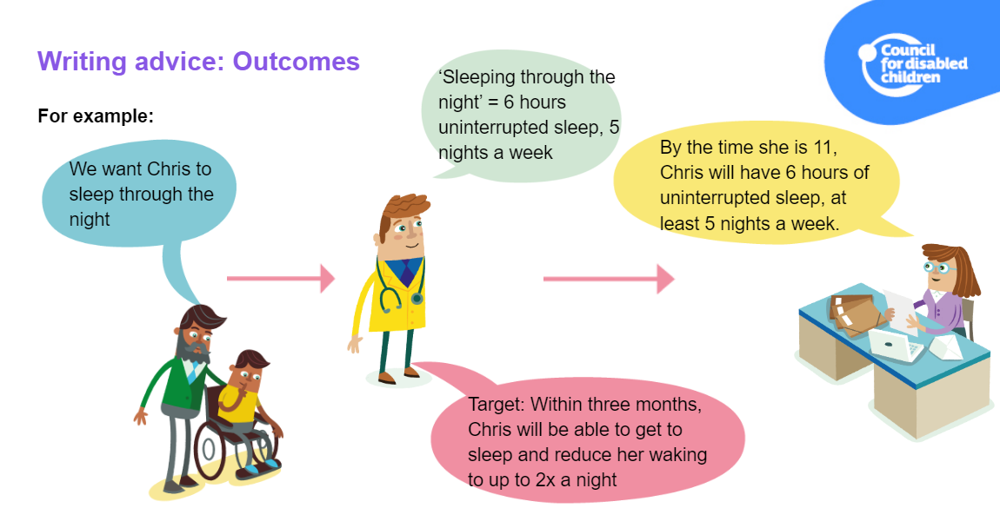 Writing advice: Outcomes
Council
for disabled
children
For example:
We want Chris to
sleep through the
night
‘Sleeping through the
night’ = 6 hours
uninterrupted sleep, 5
nights a week
Target: Within three months,
Chris will be able to get to
sleep and reduce her waking
to up to 2x a night
By the time she is 11,
Chris will have 6 hours of
uninterrupted sleep, at
least 5 nights a week.